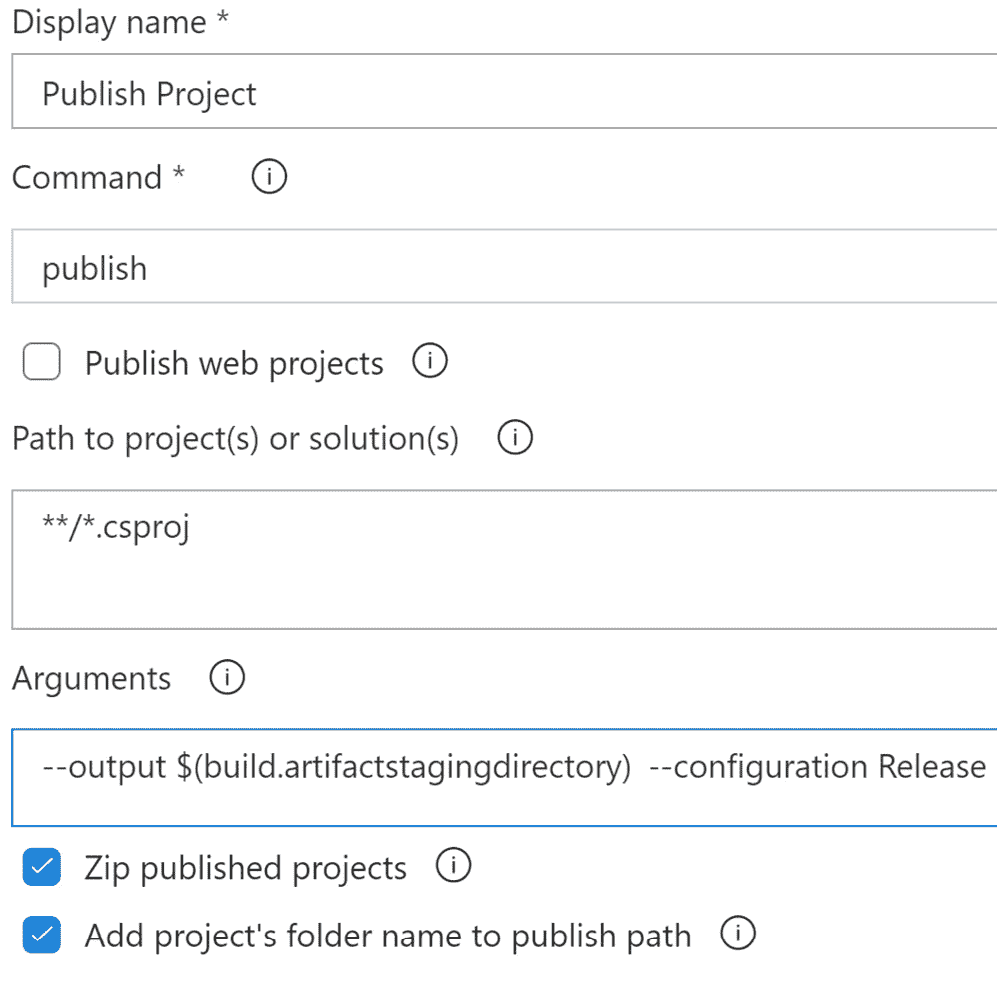 Display name *
Publish Project
Command *
publish
Publish web projects
Path to project(s) or solution(s)
**/*.csproj
Arguments
--output $(build.artifactstagingdirectory)  --configuration Release
Zip published projects
Add project's folder name to publish path